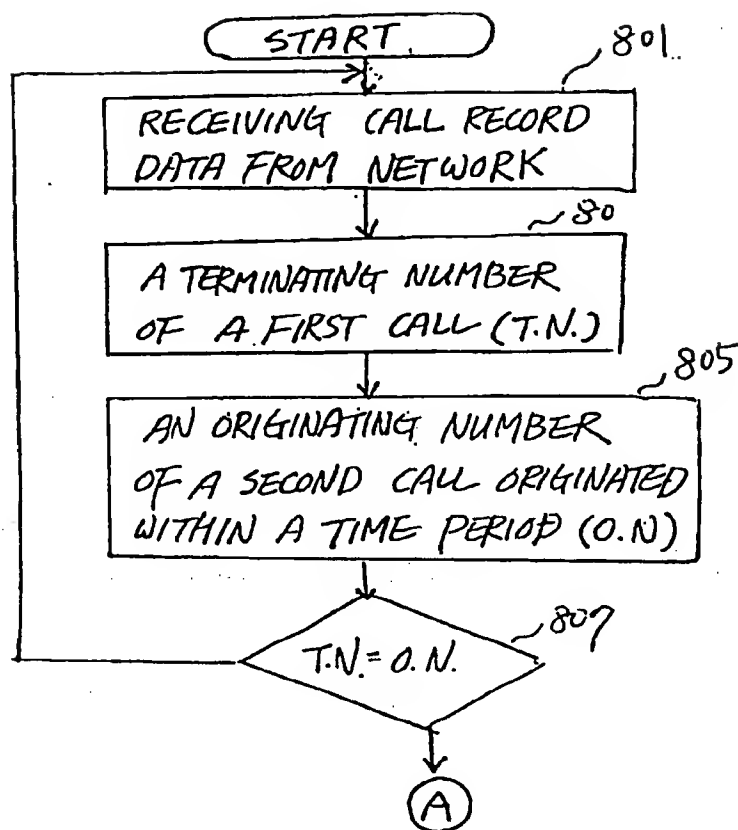 START.
801.
RECEIVING CALL RECORD
DATA FROM NETWORK
80
A TERMINATING NUMBER
OF A FIRST CALL (T.N.)
805
AN ORIGINATING NUMBER
OF A SECOND CALL ORIGINATED
WITHIN A TIME PERIOD (O.N)
807
T.N.= O.N.
A